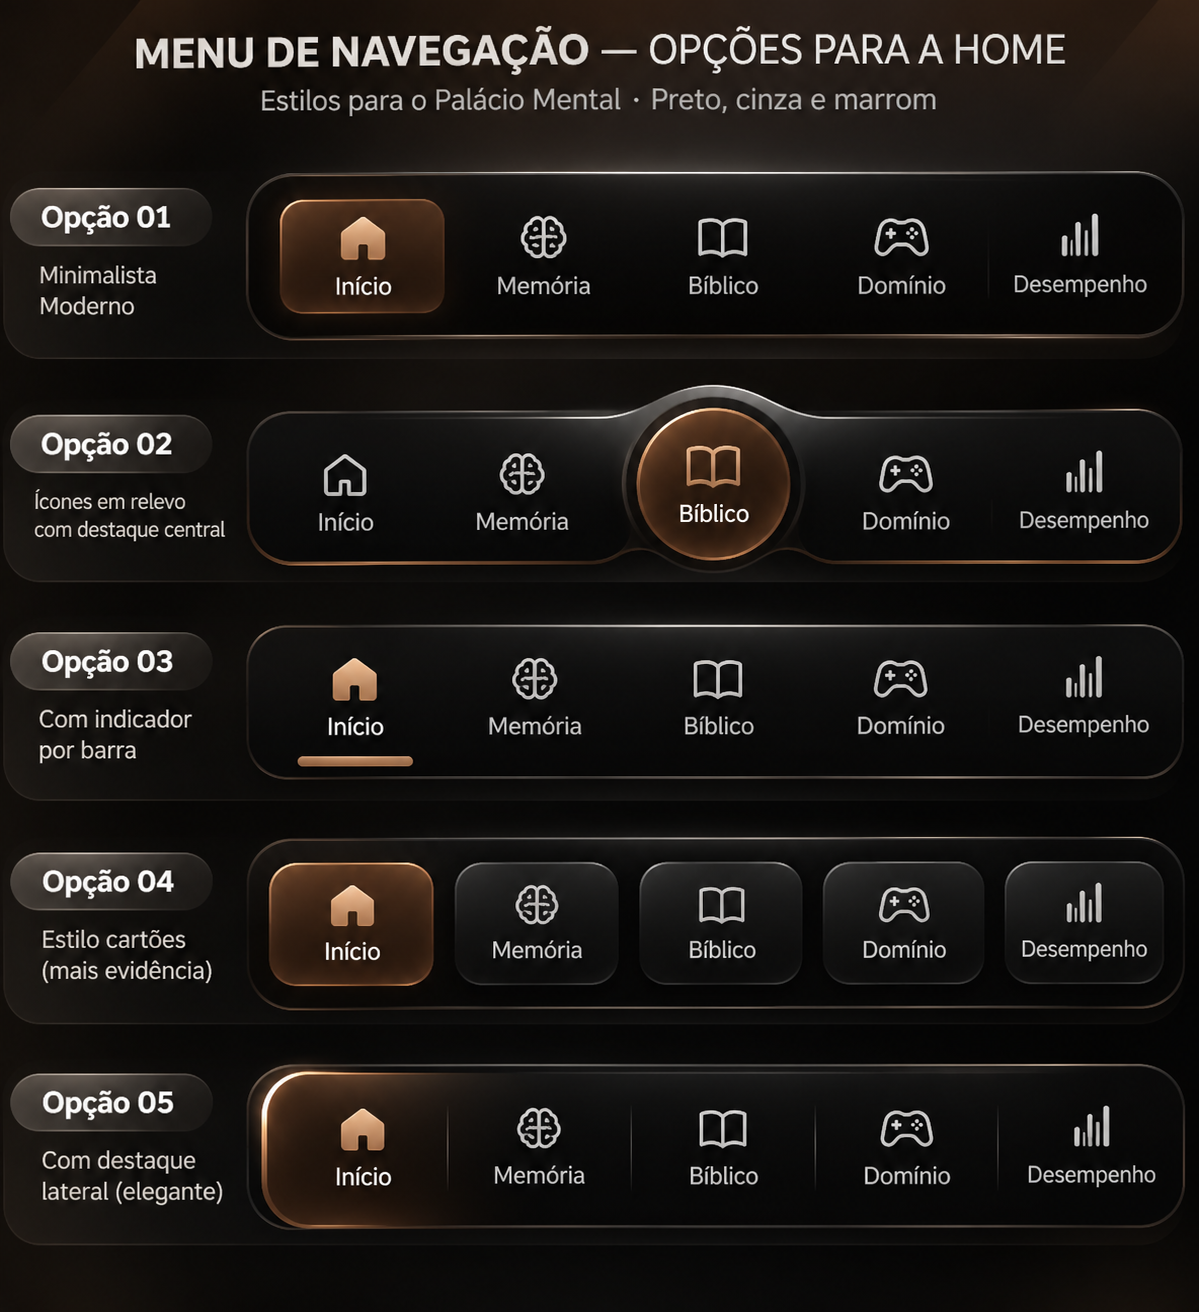 MENU DE NAVEGAÇÃO — OPÇÕES PARA A HOME
Estilos para o Palácio Mental · Preto, cinza e marrom
Opção 01
Minimalista
Moderno
Início
Memória
Bíblico
Domínio
Desempenho
Opção 02
Ícones em relevo
com destaque central
Início
Memória
Bíblico
Domínio
Desempenho
Opção 03
Com indicador
por barra
Início
Memória
Bíblico
Domínio
Desempenho
Opção 04
Estilo cartões
(mais evidência)
Início
Memória
Bíblico
Domínio
Desempenho
Opção 05
Com destaque
lateral (elegante)
Início
Memória
Bíblico
Domínio
Desempenho